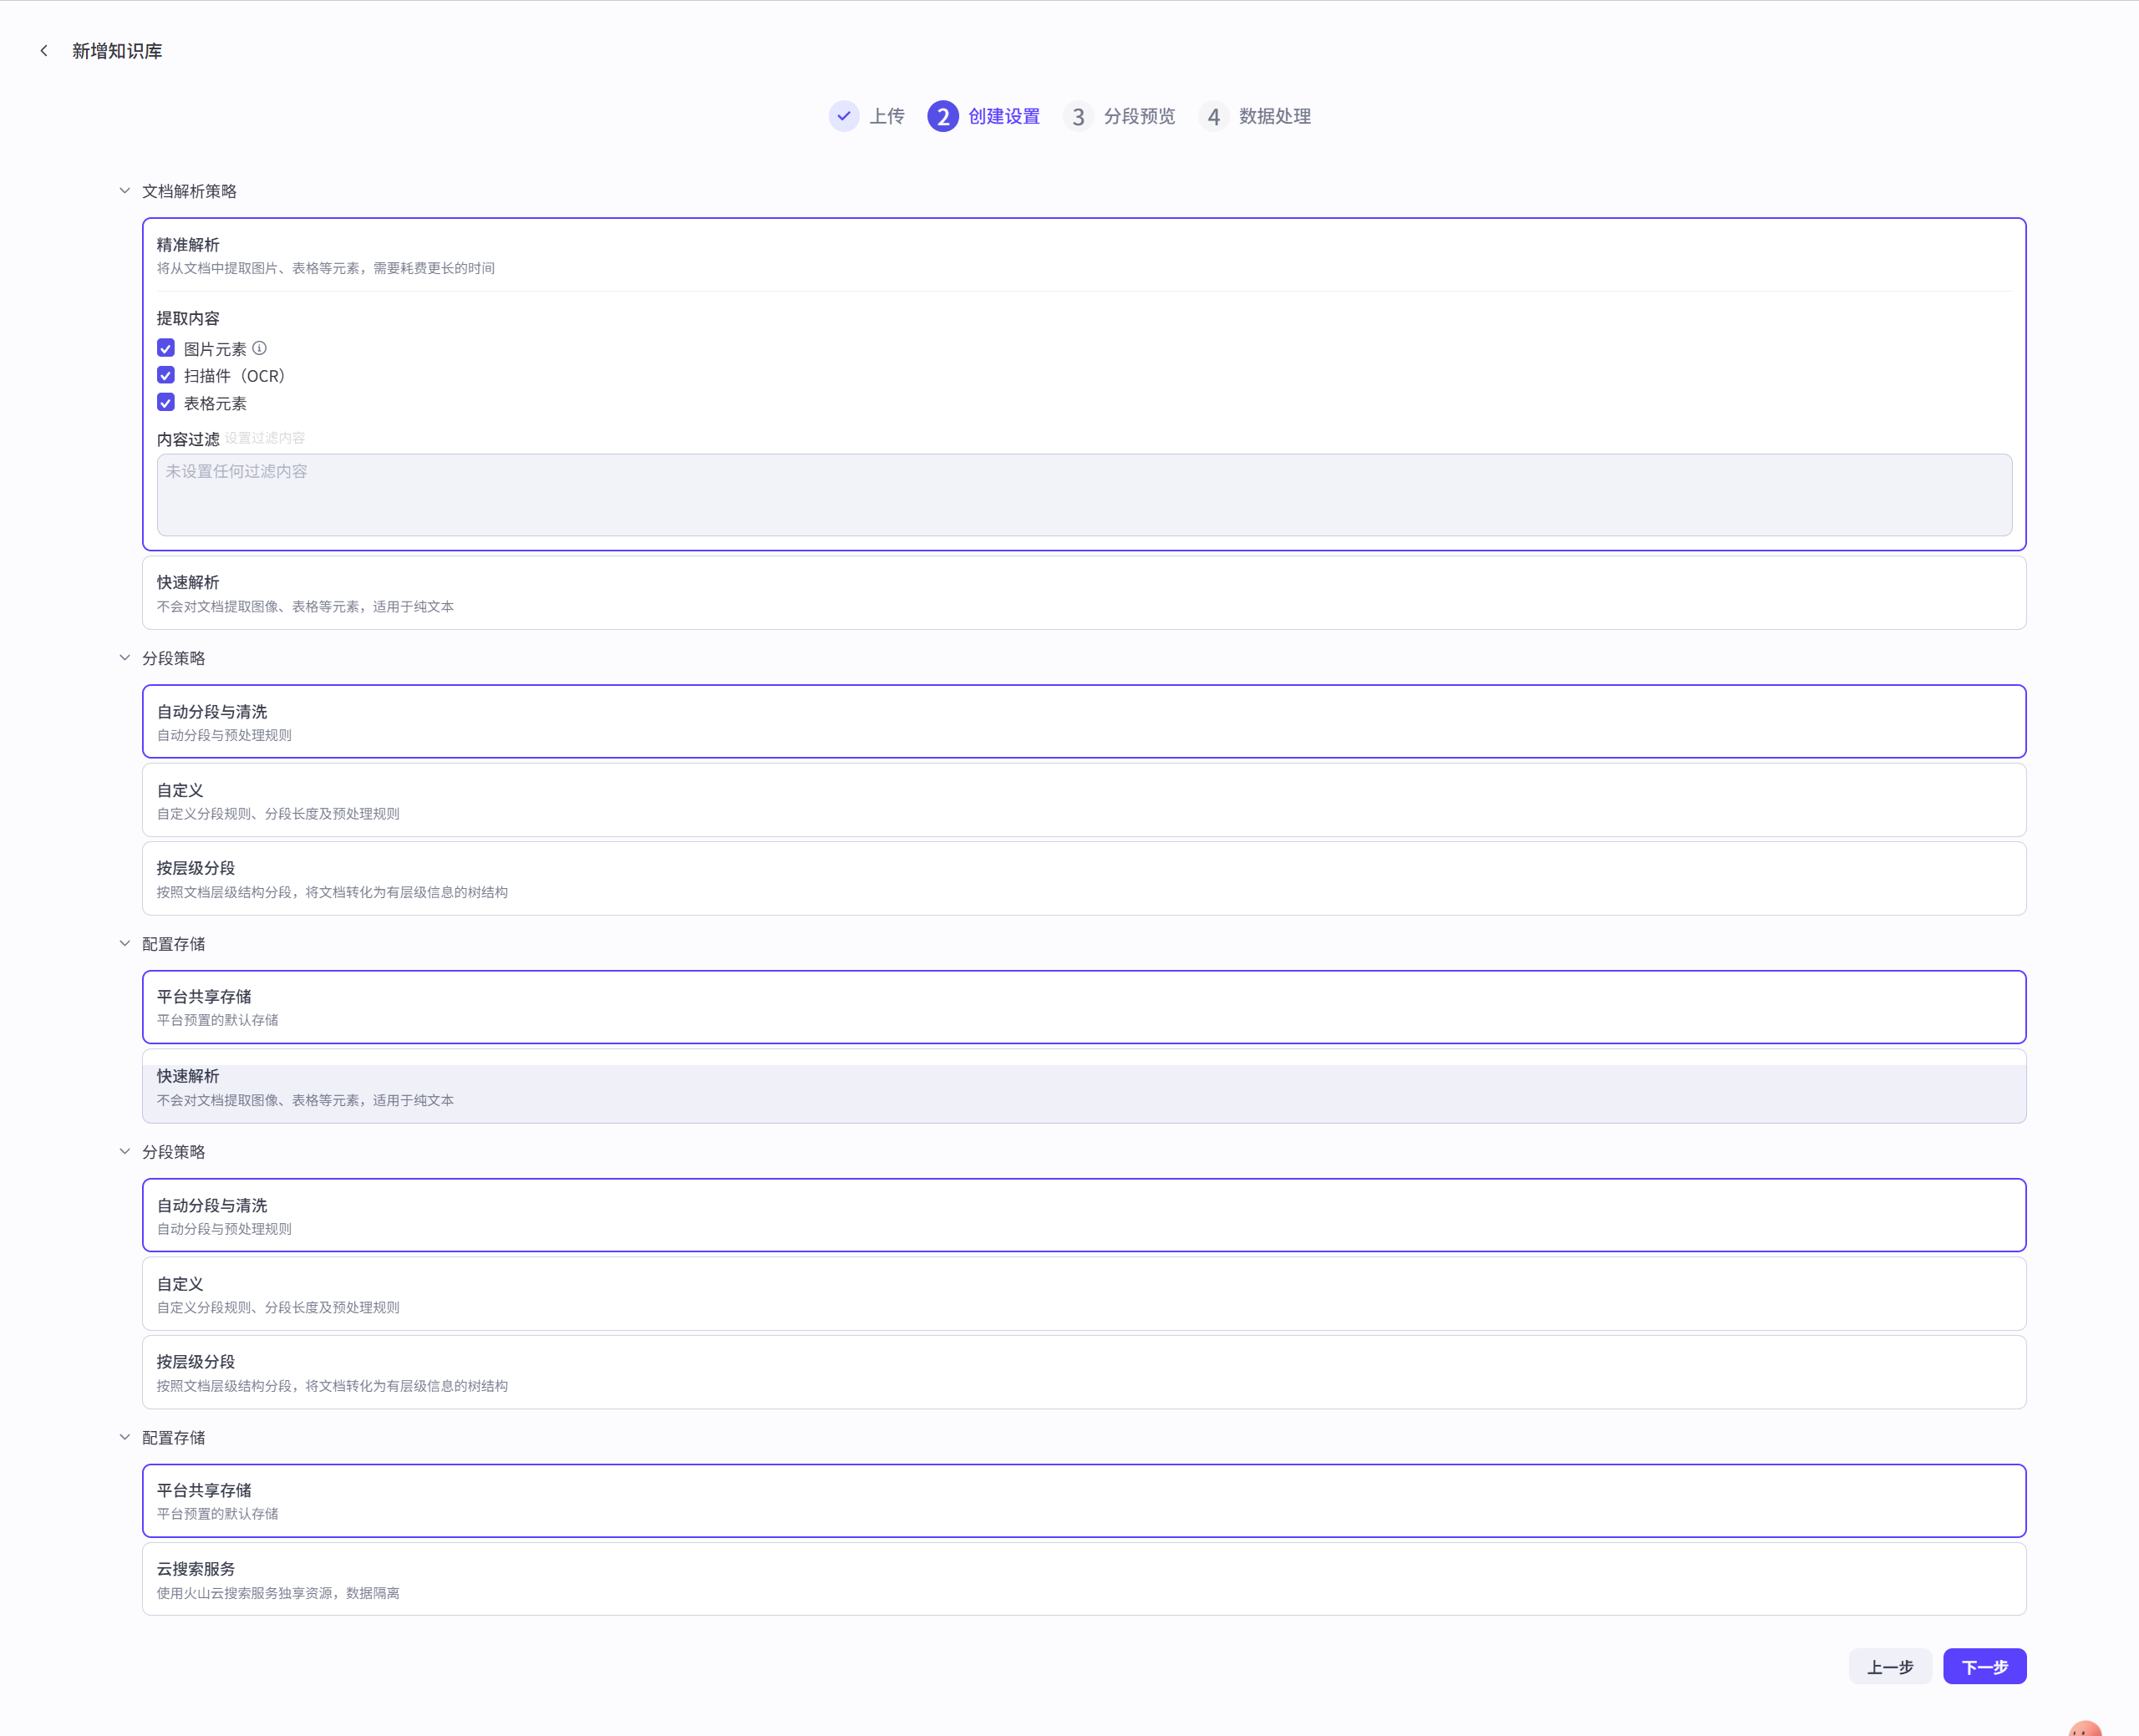 新增知识库
上传 2 创建设置 3 分段预览 4 数据处理
文档解析策略
精准解析
将从文档中提取图片、表格等元素，需要耗费更长的时间
提取内容
图片元素
扫描件（OCR）
表格元素
内容过滤 设置过滤内容
未设置任何过滤内容
快速解析
不会对文档提取图像、表格等元素，适用于纯文本
分段策略
自动分段与清洗
自动分段与预处理规则
自定义
自定义分段规则、分段长度及预处理规则
按层级分段
按照文档层级结构分段，将文档转化为有层级信息的树结构
配置存储
平台共享存储
平台预置的默认存储
快速解析
不会对文档提取图像、表格等元素，适用于纯文本
分段策略
自动分段与清洗
自动分段与预处理规则
自定义
自定义分段规则、分段长度及预处理规则
按层级分段
按照文档层级结构分段，将文档转化为有层级信息的树结构
配置存储
平台共享存储
平台预置的默认存储
云搜索服务
使用火山云搜索服务独享资源，数据隔离
上一步 下一步